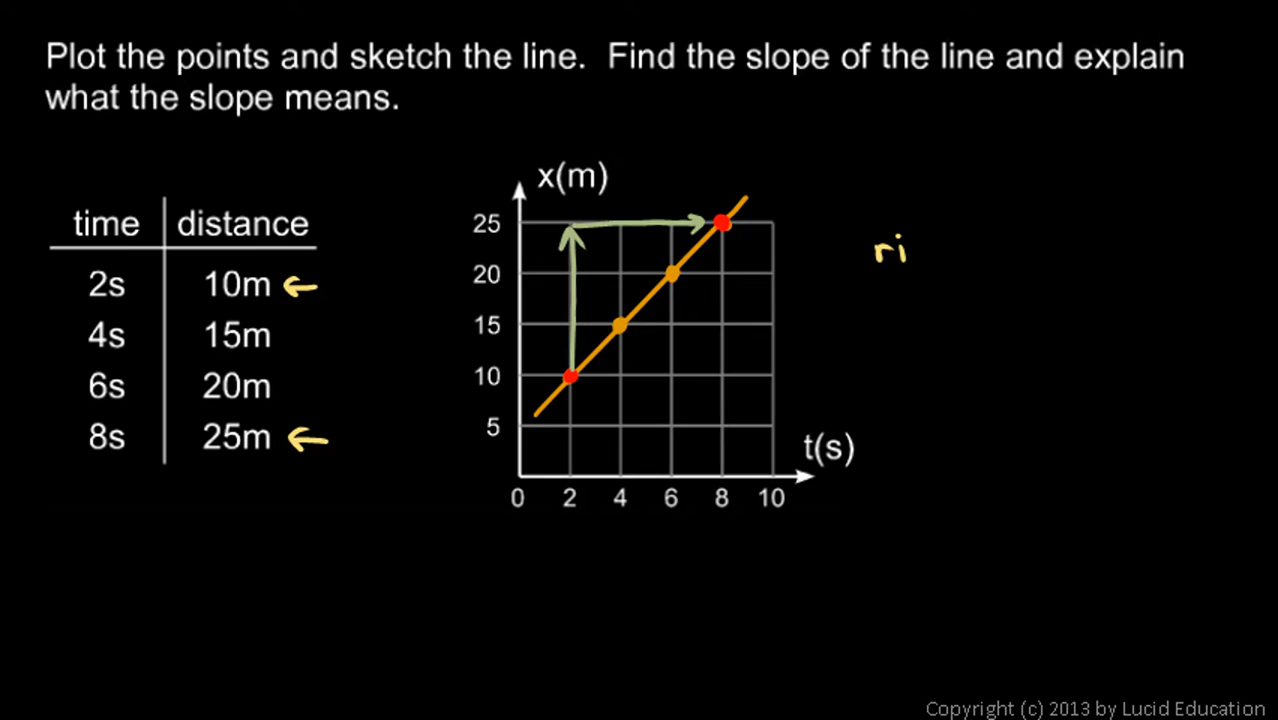 Plot the points and sketch the line. Find the slope of the line and explain
what the slope means.
time distance
2s 10m
4s 15m
6s 20m
8s 25m
x(m)
25
20
15
10
5
0 2 4 6 8 10
t(s)
ri
Copyright (c) 2013 by Lucid Education